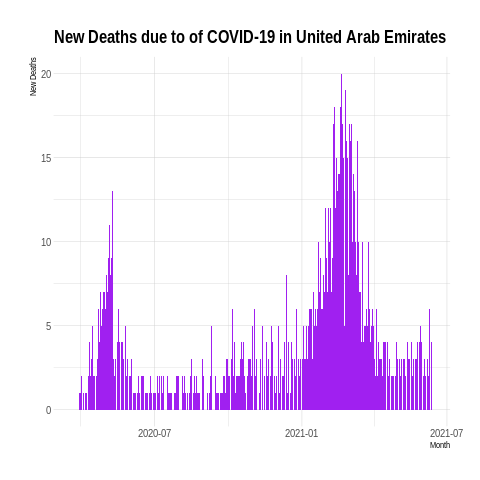 New Deaths due to of COVID-19 in United Arab Emirates
New Deaths
20
15
10
5
0
2020-07
2021-01
2021-07
Month